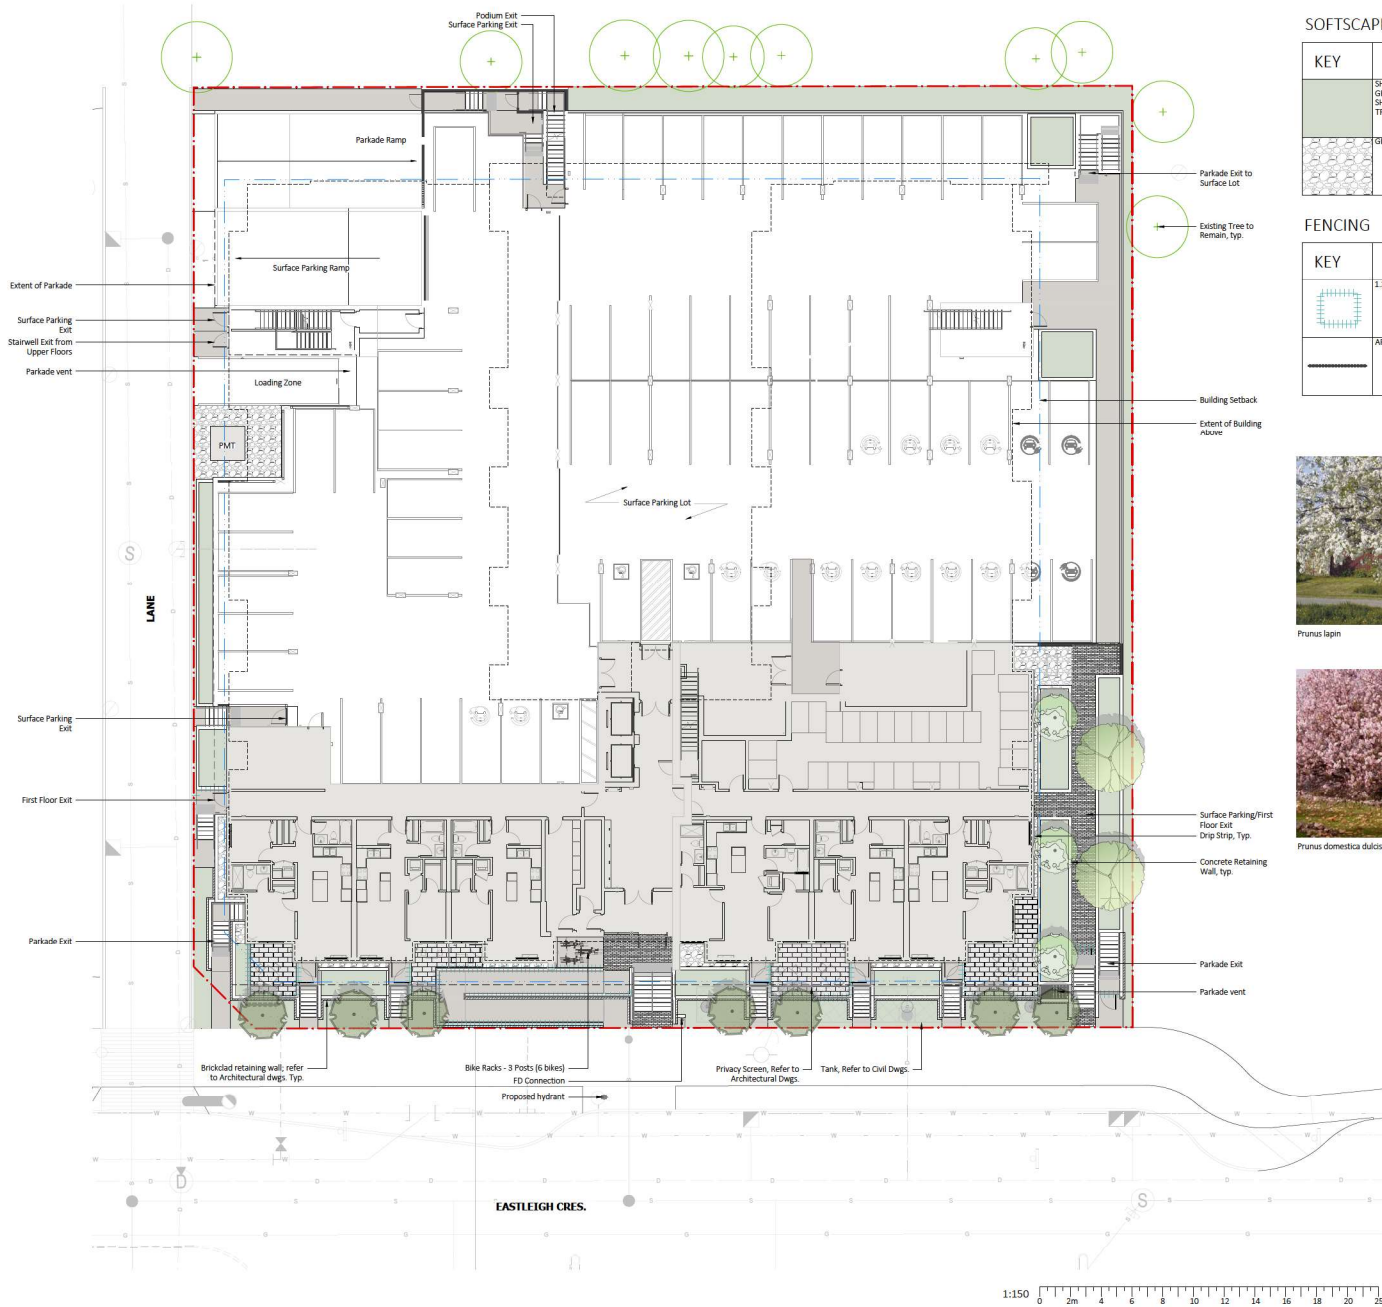 Podium Exit
Surface Parking Exit
SOFTSCAPE
KEY
Parkade Ramp
Parkade Exit to
Surface Lot
FENCING
Existing Tree to
Remain, typ.
KEY
Surface Parking Ramp
Extent of Parkade
Surface Parking
Exit
Stairwell Exit from
Upper Floors
Parkade vent
Loading Zone
Building Setback
Extent of Building
Above
PMT
Surface Parking Lot
S
LANE
Prunus lapin
Surface Parking
Exit
First Floor Exit
Surface Parking/First
Floor Exit
Drip Strip, Typ.
Prunus domestica dulcis
Concrete Retaining
Wall, typ.
Parkade Exit
Parkade Exit
Parkade vent
Brickclad retaining wall; refer
to Architectural dwgs. Typ.
Bike Racks - 3 Posts (6 bikes)
FD Connection
Proposed hydrant
Privacy Screen, Refer to
Architectural Dwgs.
Tank, Refer to Civil Dwgs.
D
S
EASTLEIGH CRES.
1:150
0 2m 4 6 8 10 12 14 16 18 20 25